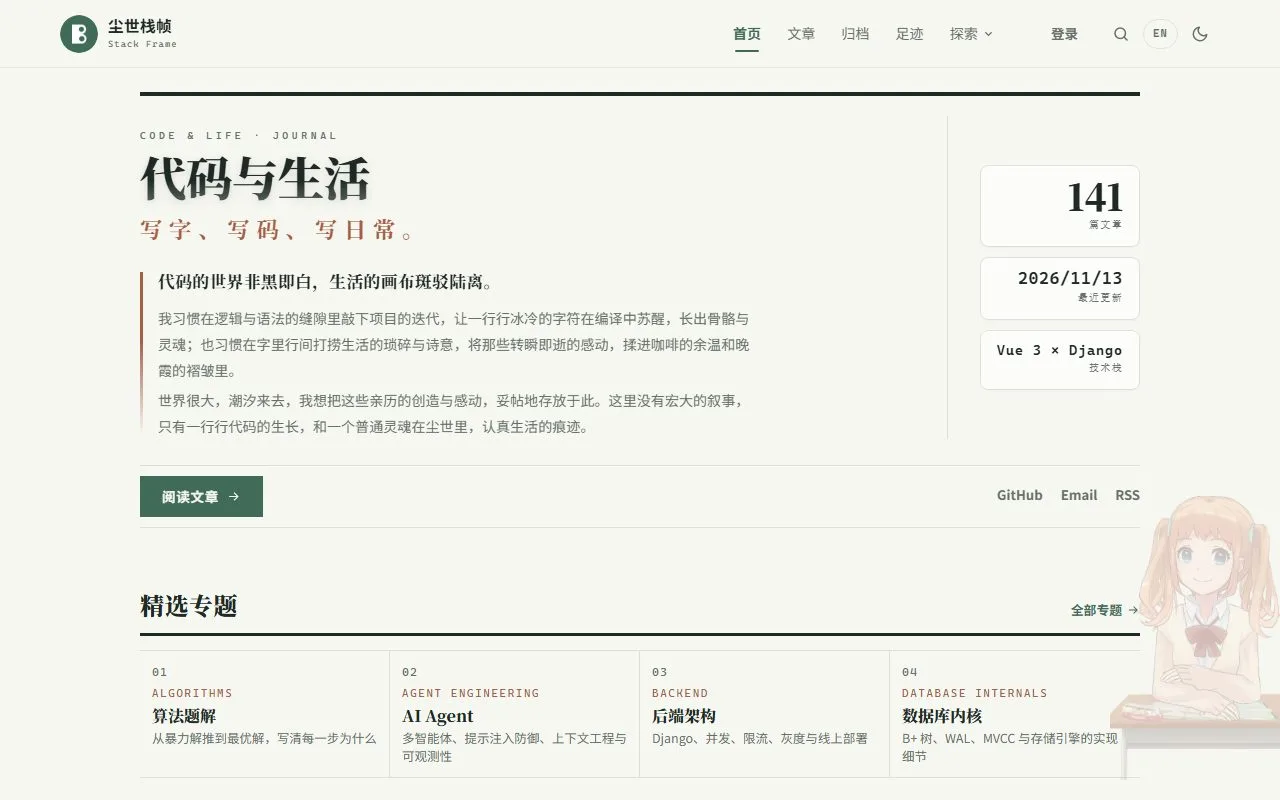 尘世栈帧
Stack Frame
首页
文章
归档
足迹
探索
登录
EN
CODE & LIFE · JOURNAL
代码与生活
写字、写码、写日常。
代码的世界非黑即白，生活的画布斑驳陆离。
我习惯在逻辑与语法的缝隙里敲下项目的迭代，让一行行冰冷的字符在编译中苏醒，长出骨骼与
灵魂；也习惯在字里行间打捞生活的琐碎与诗意，将那些转瞬即逝的感动，揉进咖啡的余温和晚
霞的褶皱里。
世界很大，潮汐来去，我想把这些亲历的创造与感动，妥帖地存放于此。这里没有宏大的叙事，
只有一行行代码的生长，和一个普通灵魂在尘世里，认真生活的痕迹。
141
篇文章
2026/11/13
最近更新
Vue 3 × Django
技术栈
阅读文章 →
GitHub
Email
RSS
精选专题
全部专题 →
01
ALGORITHMS
算法题解
从暴力解推到最优解，写清每一步为什么
02
AGENT ENGINEERING
AI Agent
多智能体、提示注入防御、上下文工程与
可观测性
03
BACKEND
后端架构
Django、并发、限流、灰度与线上部署
04
DATABASE INTERNALS
数据库内核
B+ 树、WAL、MVCC 与存储引擎的实现
细节